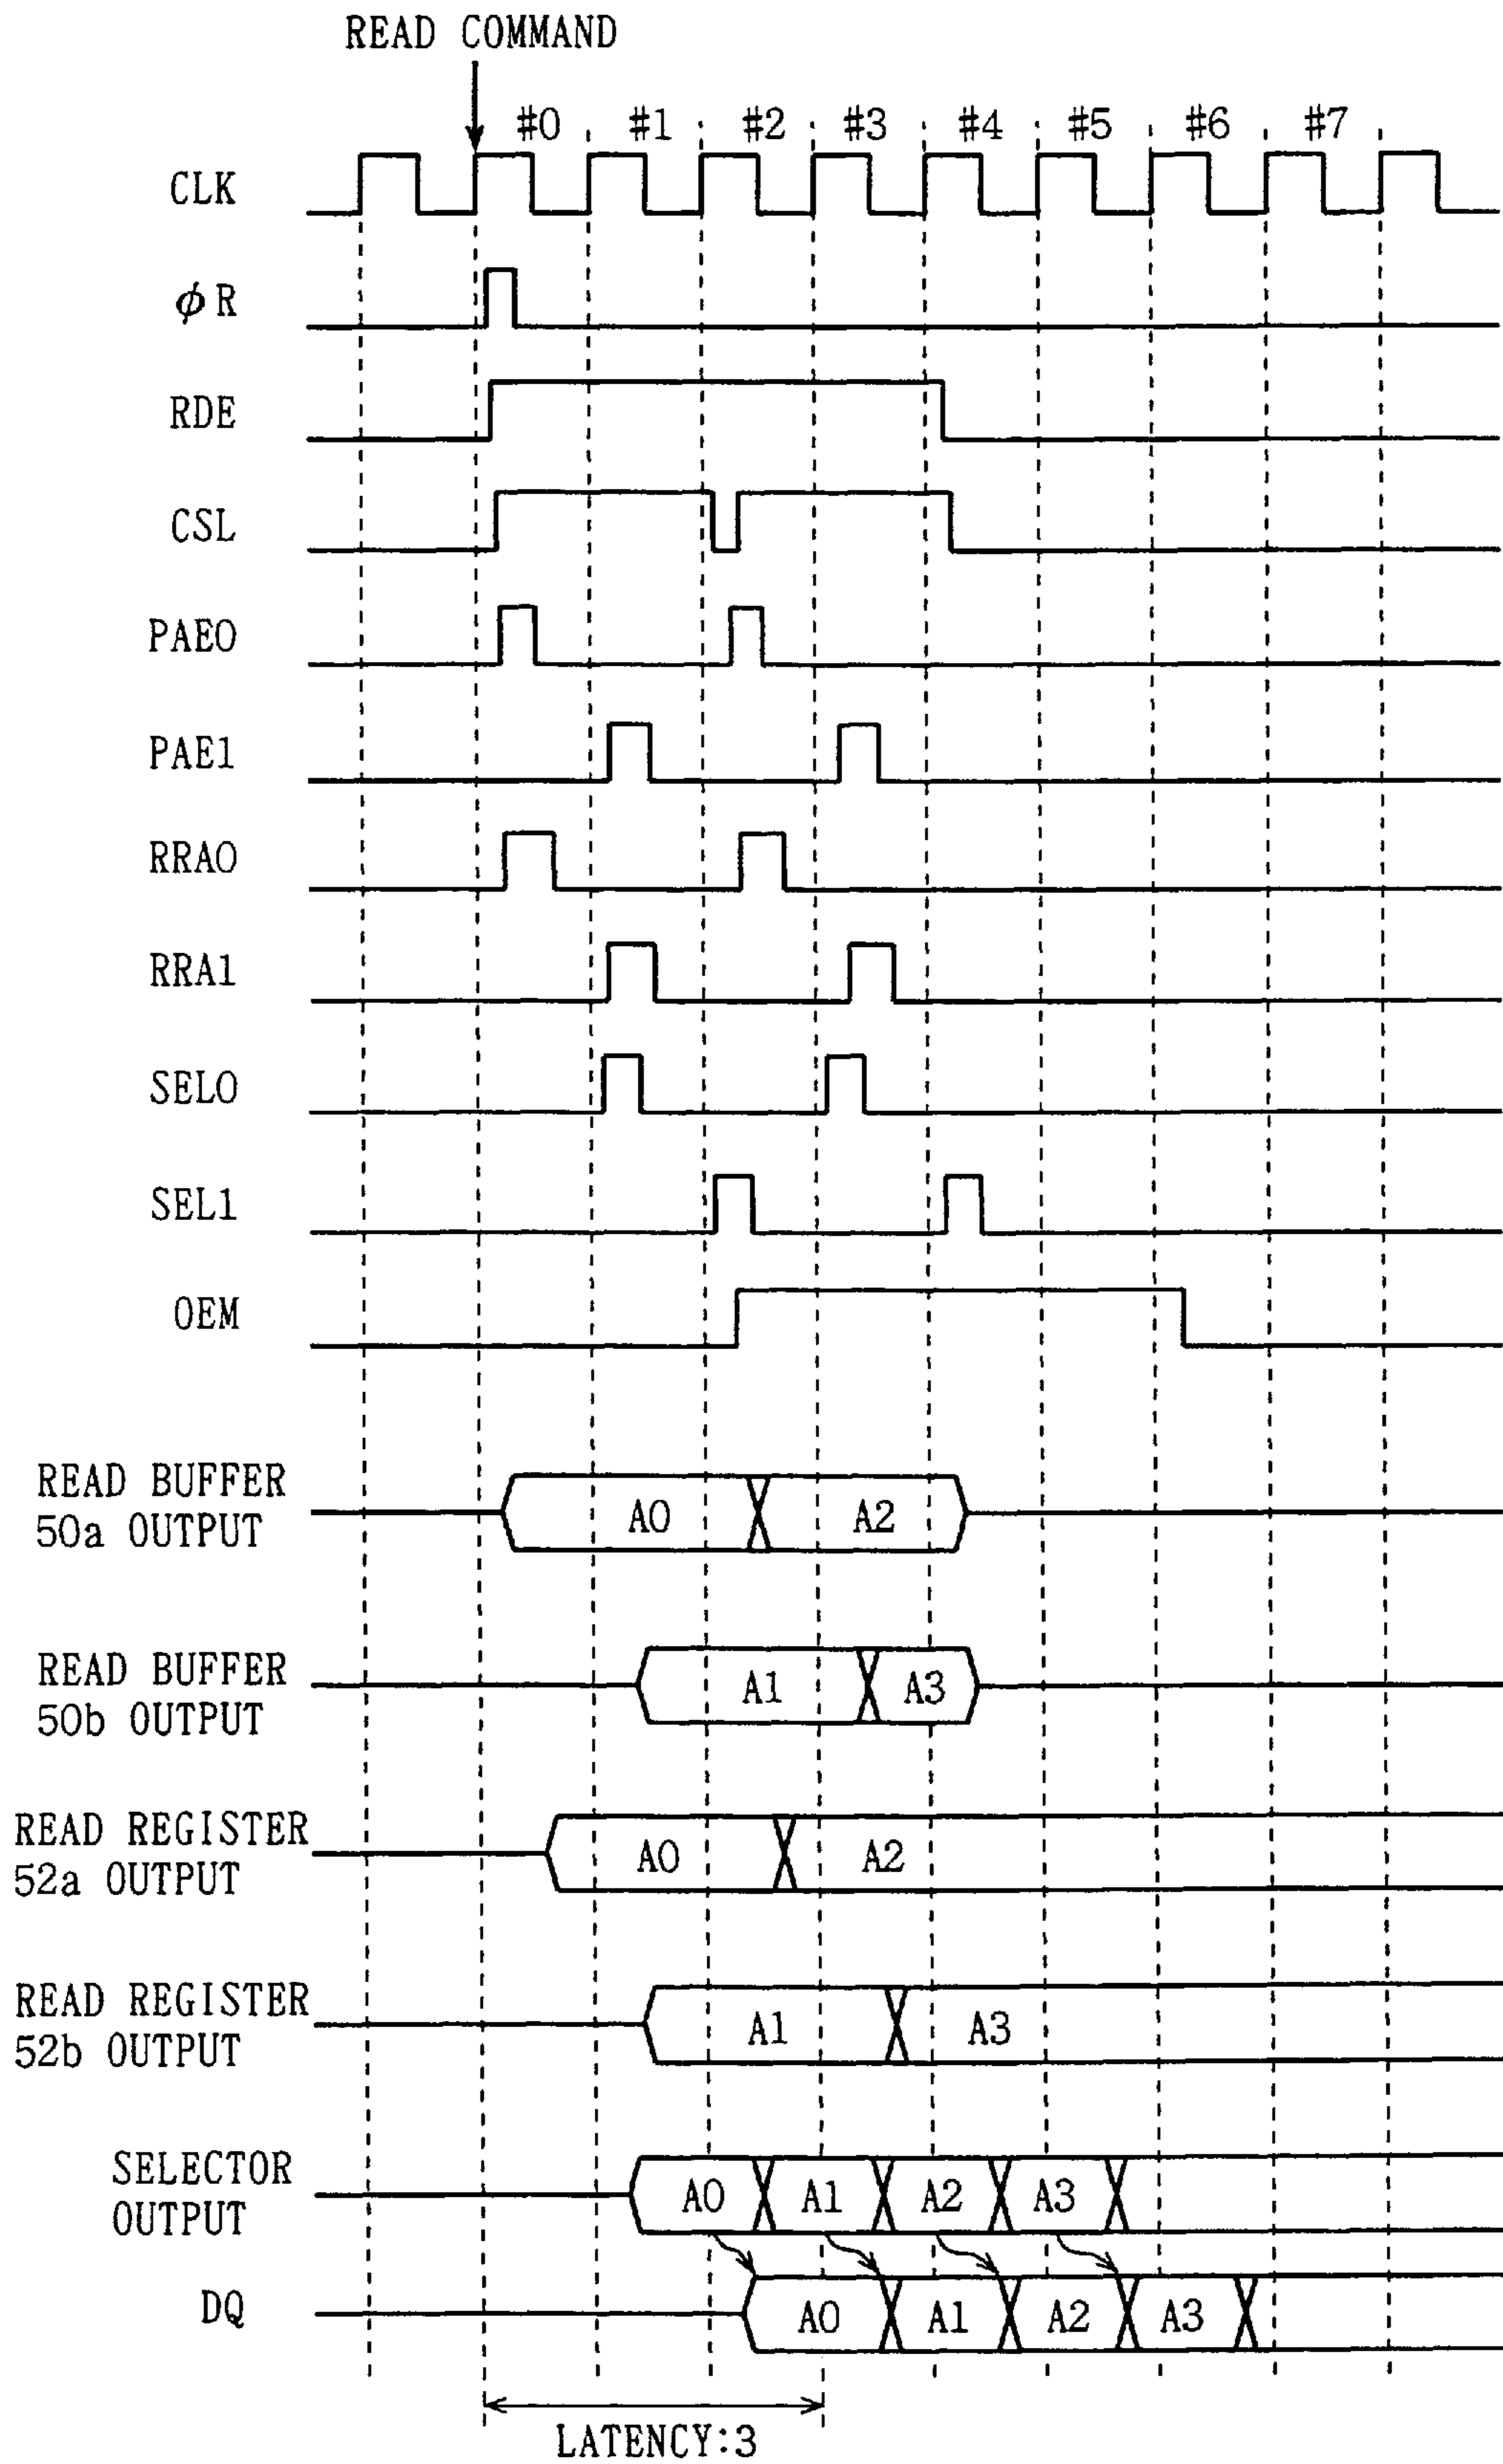 READ COMMAND
#0 #1 #2 #3 #4 #5 #6 #7
CLK
φR
RDE
CSL
PAE0
PAE1
RRA0
RRA1
SEL0
SEL1
OEM
READ BUFFER
50a OUTPUT
A0 A2
READ BUFFER
50b OUTPUT
A1 A3
READ REGISTER
52a OUTPUT
A0 A2
READ REGISTER
52b OUTPUT
A1 A3
SELECTOR
OUTPUT
A0 A1 A2 A3
DQ
A0 A1 A2 A3
LATENCY:3